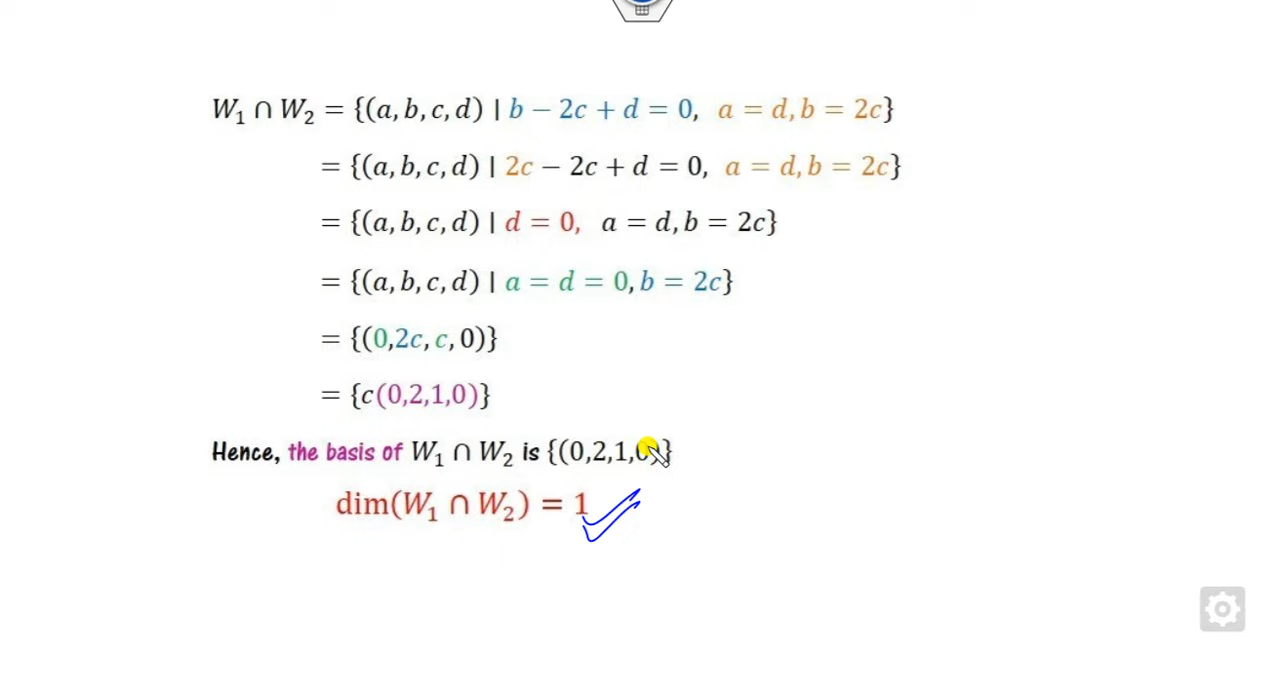 W₁ ∩ W₂ = {(a, b, c, d) | b − 2c + d = 0, a = d, b = 2c}
= {(a, b, c, d) | 2c − 2c + d = 0, a = d, b = 2c}
= {(a, b, c, d) | d = 0, a = d, b = 2c}
= {(a, b, c, d) | a = d = 0, b = 2c}
= {(0,2c, c, 0)}
= {c(0,2,1,0)}
Hence, the basis of W₁ ∩ W₂ is {(0,2,1,0)}
dim(W₁ ∩ W₂) = 1